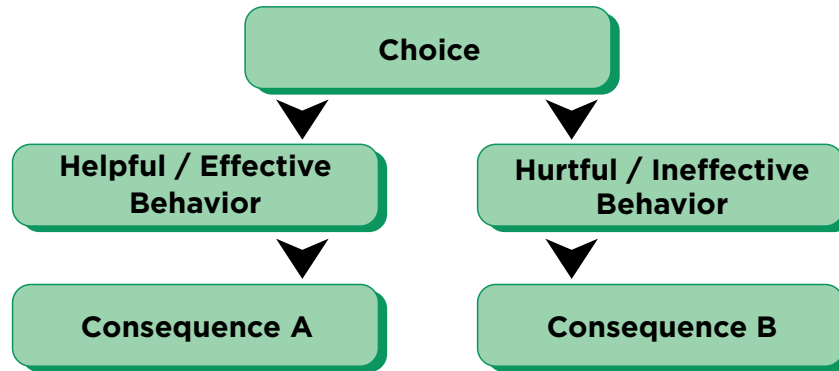 Choice
Helpful / Effective
Behavior
Hurtful / Ineffective
Behavior
Consequence A
Consequence B